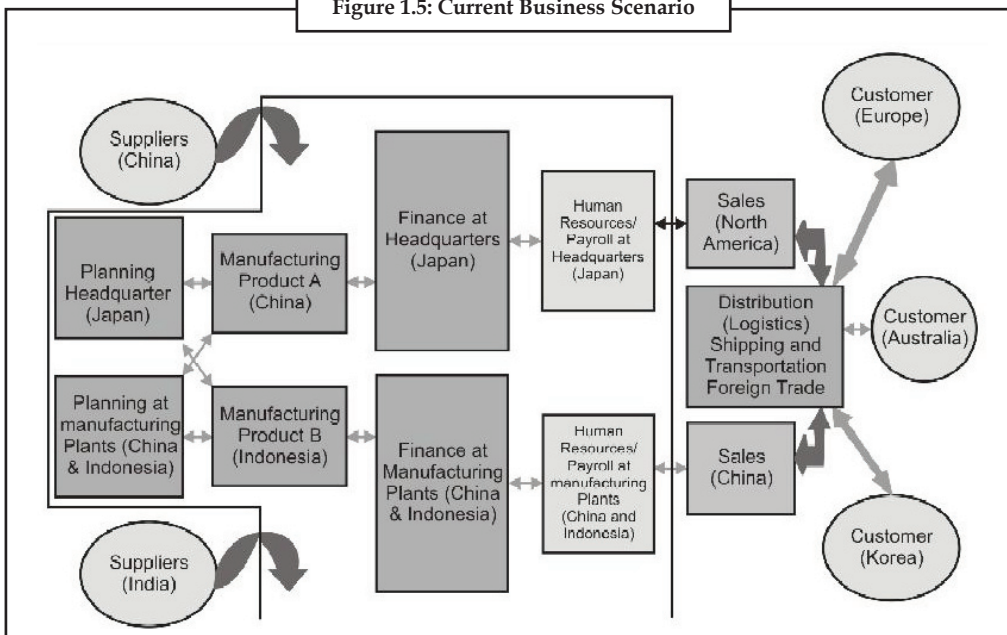 Figure 1.5: Current Business Scenario
Suppliers
(China)
Customer
(Europe)
Planning
Headquarter
(Japan)
Manufacturing
Product A
(China)
Finance at
Headquarters
(Japan)
Human
Resources/
Payroll at
Headquarters
(Japan)
Sales
(North
America)
Distribution
(Logistics)
Shipping and
Transportation
Foreign Trade
Customer
(Australia)
Planning at
manufacturing
Plants (China
& Indonesia)
Manufacturing
Product B
(Indonesia)
Finance at
Manufacturing
Plants (China
& Indonesia)
Human
Resources/
Payroll at
manufacturing
Plants
(China and
Indonesia)
Sales
(China)
Suppliers
(India)
Customer
(Korea)